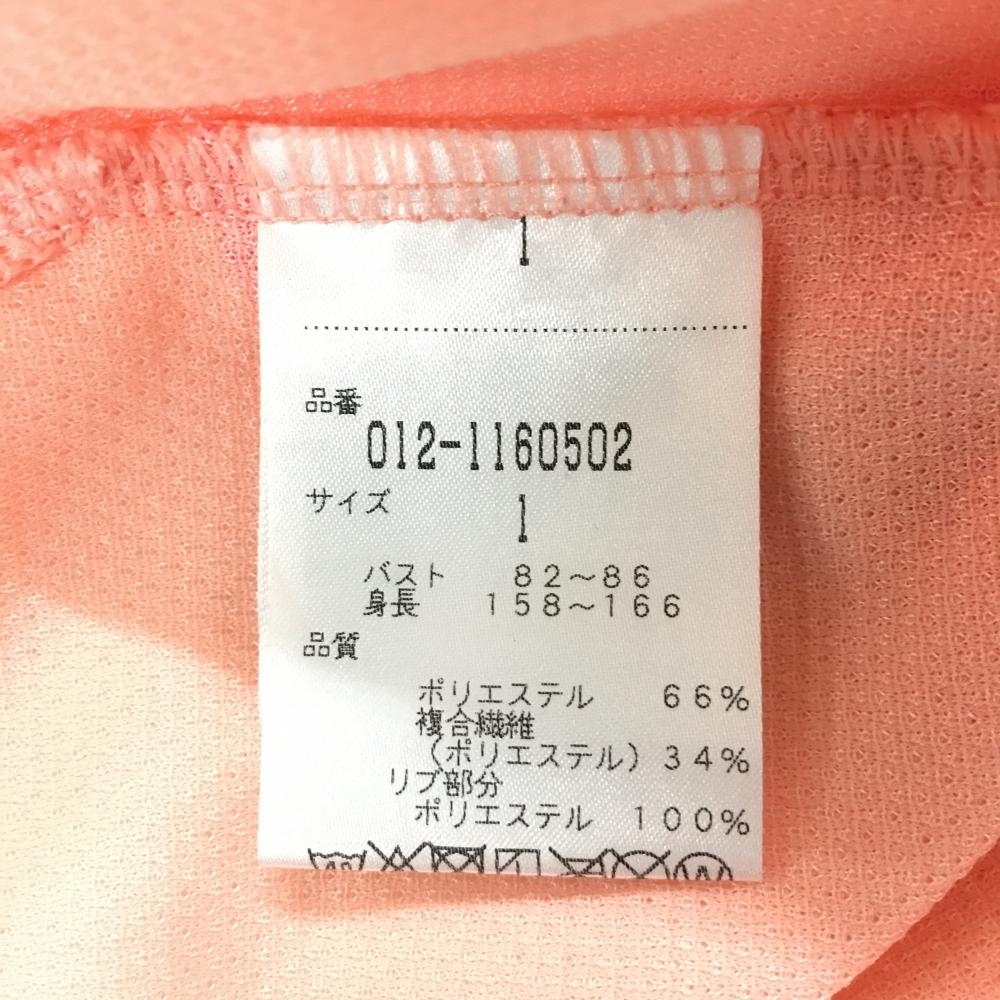 1
品番
012-1160502
サイズ
1
バスト 82～86
身長 158～166
品質
ポリエステル 66%
複合繊維
(ポリエステル) 34%
リブ部分
ポリエステル 100%